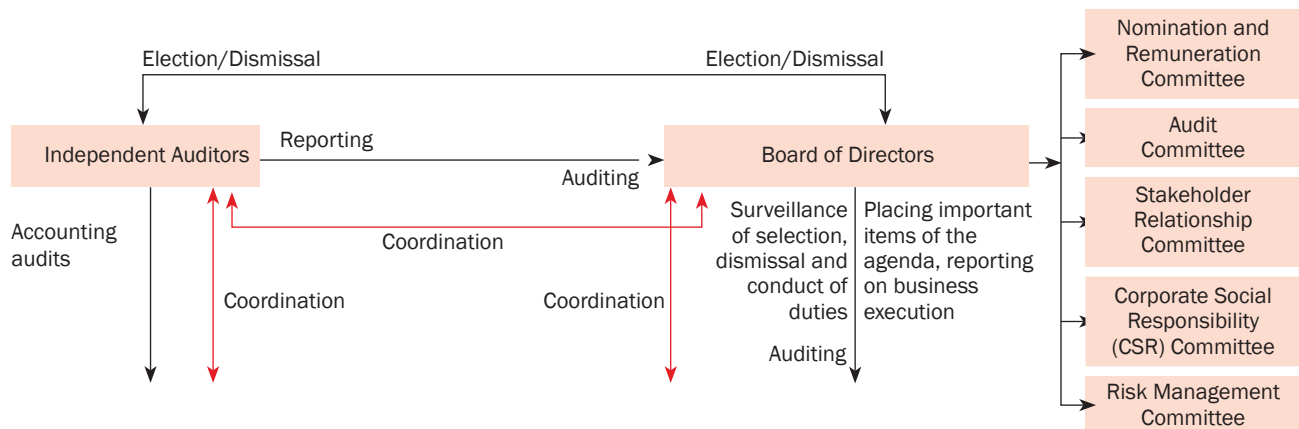 Election/Dismissal
Election/Dismissal
Independent Auditors
Reporting
Auditing
Board of Directors
Accounting
audits
Coordination
Coordination
Coordination
Surveillance
of selection,
dismissal and
conduct of
duties
Placing important
items of the
agenda, reporting
on business
execution
Auditing
Nomination and
Remuneration
Committee
Audit
Committee
Stakeholder
Relationship
Committee
Corporate Social
Responsibility
(CSR) Committee
Risk Management
Committee